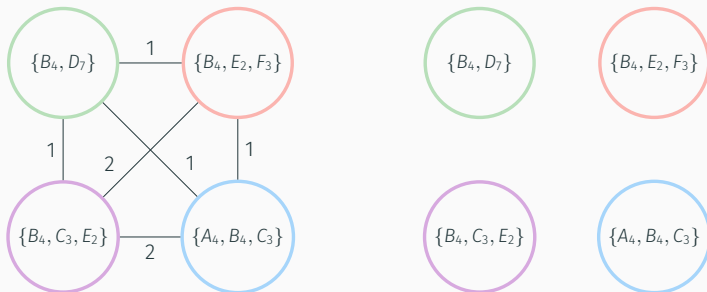 {B₄, D₇} 1 {B₄, E₂, F₃} {B₄, D₇} {B₄, E₂, F₃}
1 2 1 1
{B₄, C₃, E₂} 2 {A₄, B₄, C₃} {B₄, C₃, E₂} {A₄, B₄, C₃}